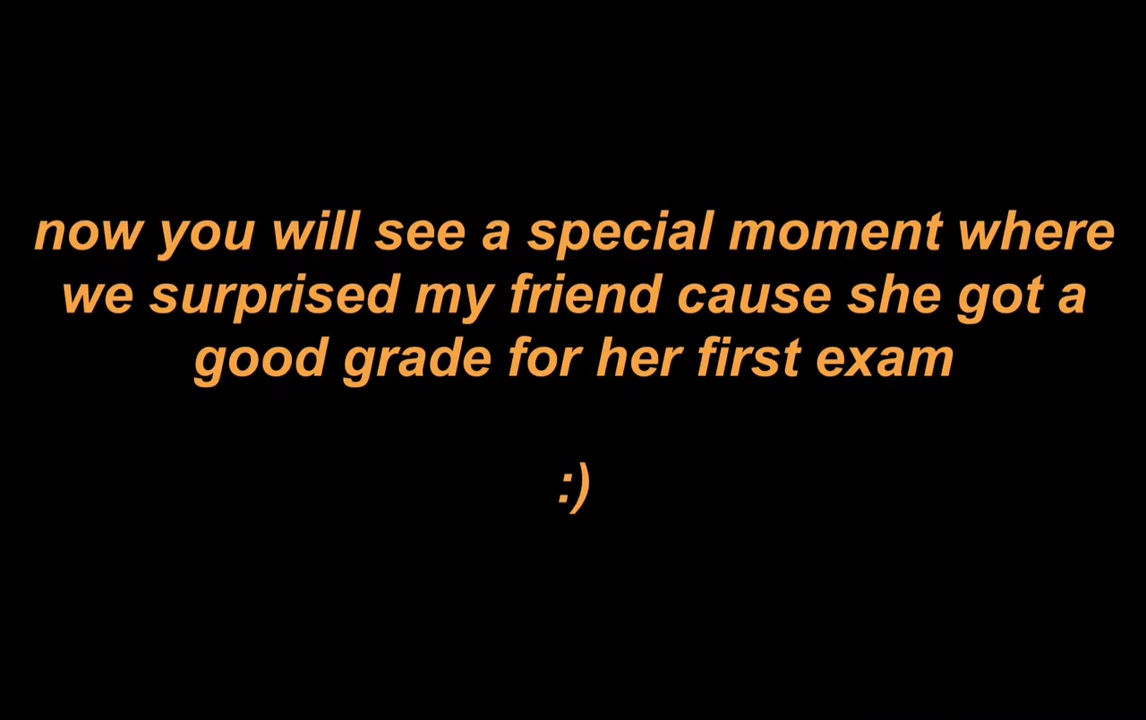 now you will see a special moment where
we surprised my friend cause she got a
good grade for her first exam
:)